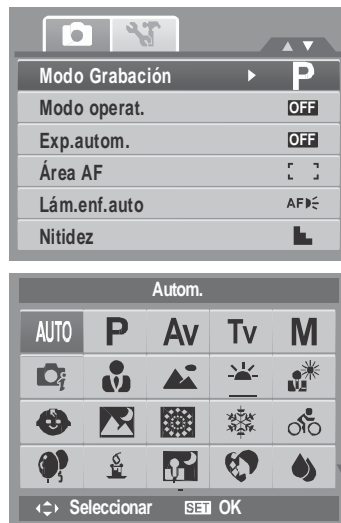 Modo Grabación P
Modo operat. OFF
Exp.autom. OFF
Área AF
Lám.enf.auto AF
Nitidez
Autom.
AUTO P Av Tv M
Seleccionar SET OK